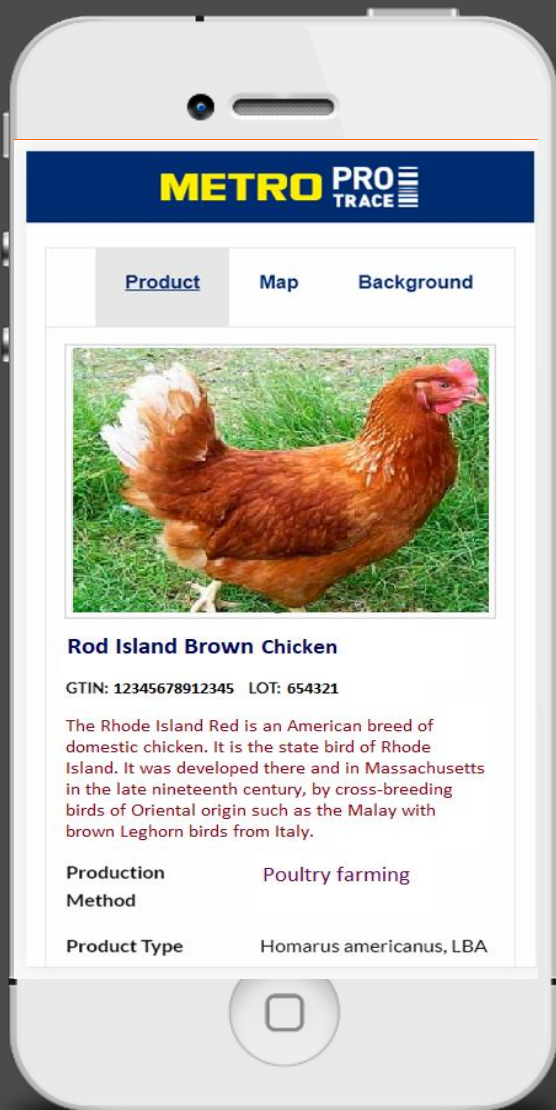 METRO PRO TRACE
Product Map Background
Rod Island Brown Chicken
GTIN: 12345678912345 LOT: 654321
The Rhode Island Red is an American breed of
domestic chicken. It is the state bird of Rhode
Island. It was developed there and in Massachusetts
in the late nineteenth century, by cross-breeding
birds of Oriental origin such as the Malay with
brown Leghorn birds from Italy.
Production Poultry farming
Method
Product Type Homarus americanus, LBA